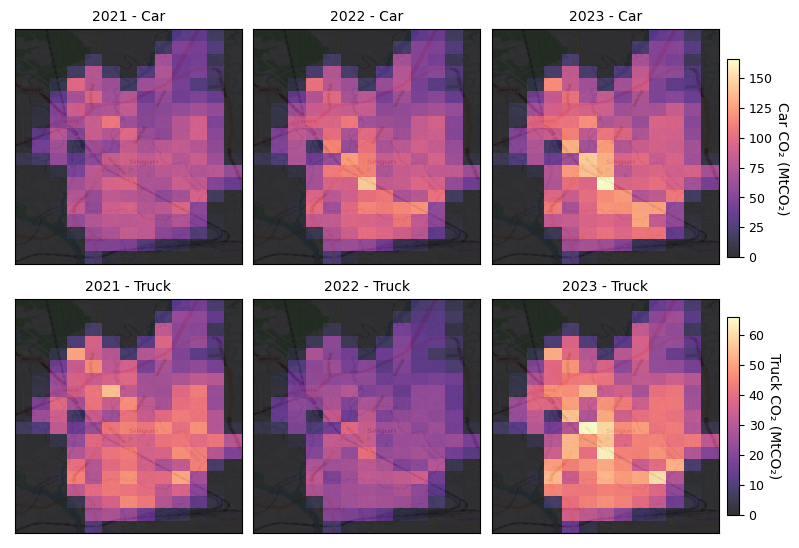 2021 - Car
2022 - Car
2023 - Car
150
125
100
75
50
25
0
Car CO₂ (MtCO₂)
2021 - Truck
2022 - Truck
2023 - Truck
60
50
40
30
20
10
0
Truck CO₂ (MtCO₂)